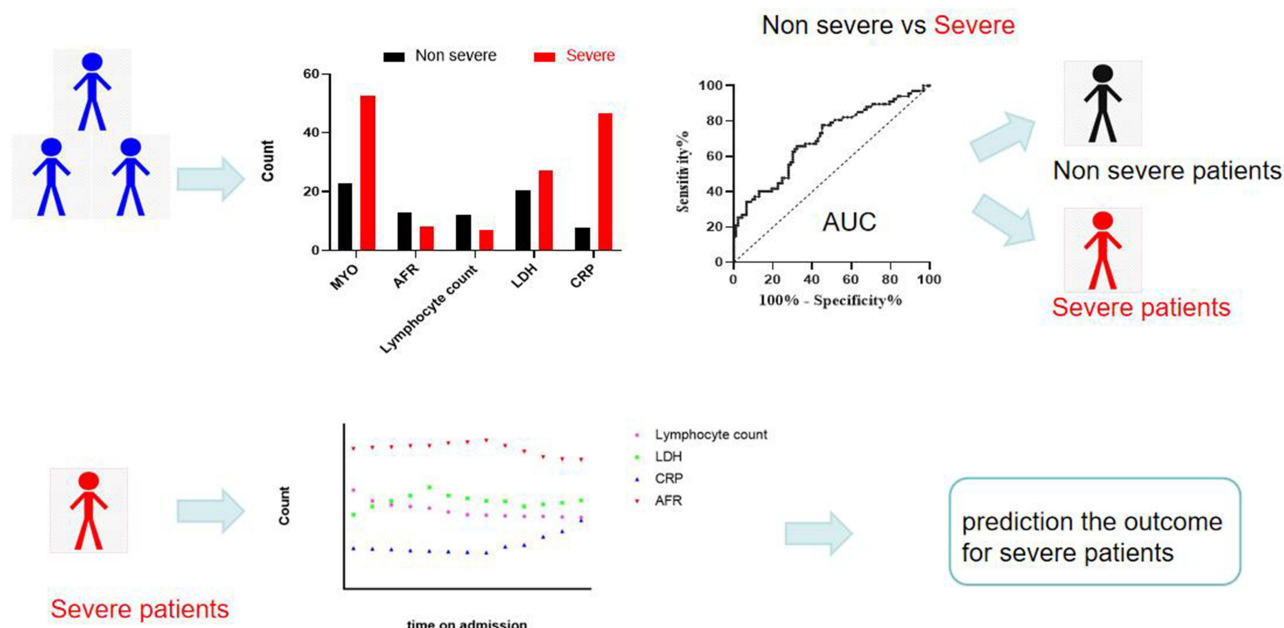 Non severe vs Severe
Non severe
Severe
60
40
20
0
Count
MYO
AFR
Lymphocyte count
LDH
CRP
100
80
60
40
20
0
Sensitivity%
AUC
0
20
40
60
80
100
100% - Specificity%
Non severe patients
Severe patients
Lymphocyte count
LDH
CRP
AFR
Count
time on admission
Severe patients
prediction the outcome
for severe patients